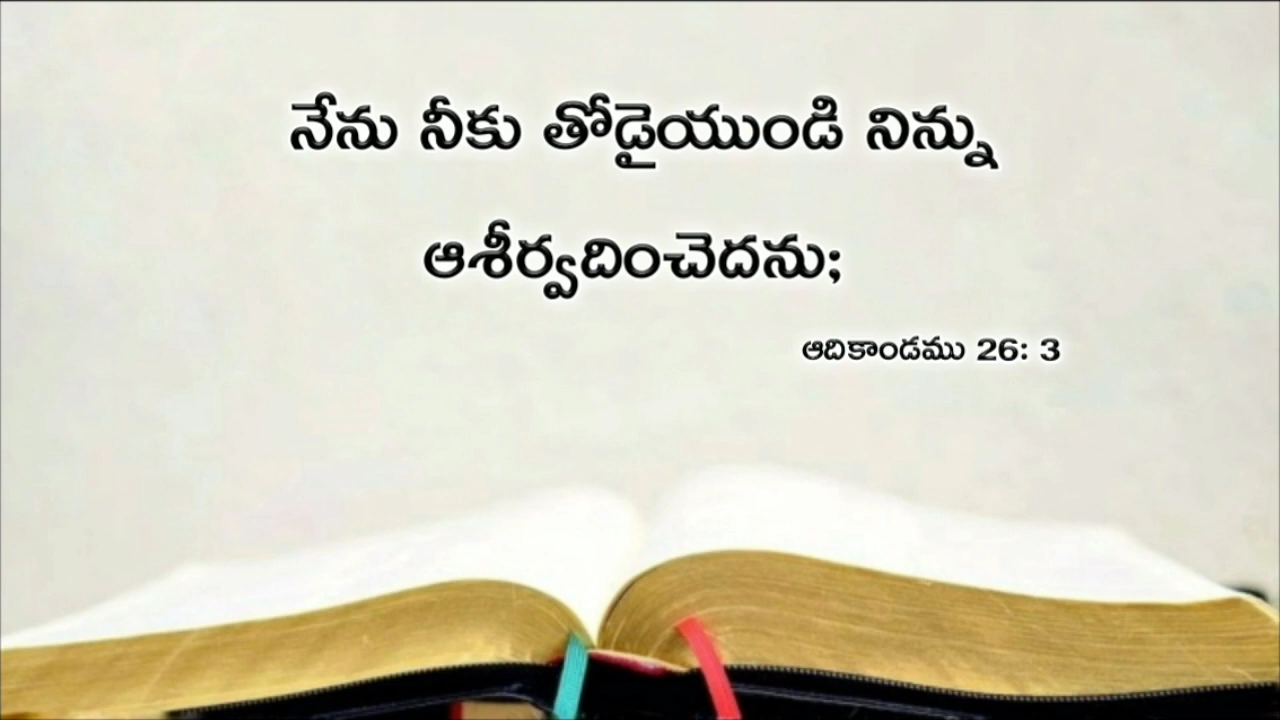 నేను నీకు తోడైయుండి నిన్ను
ఆశీర్వదించెదను;
ఆదికాండము 26: 3